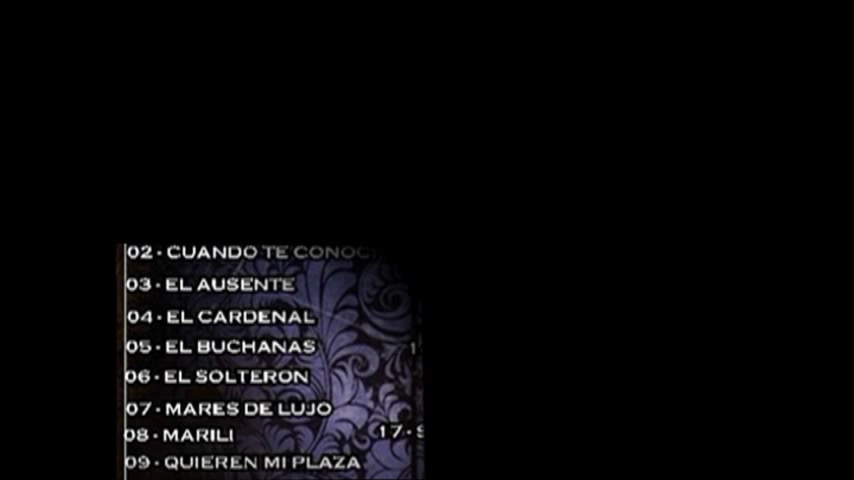 02 - CUANDO TE CONOCI
03 - EL AUSENTE
04 - EL CARDENAL
05 - EL BUCHANAS
06 - EL SOLTERON
07 - MARES DE LUJO
08 - MARILI
17 -
09 - QUIEREN MI PLAZA